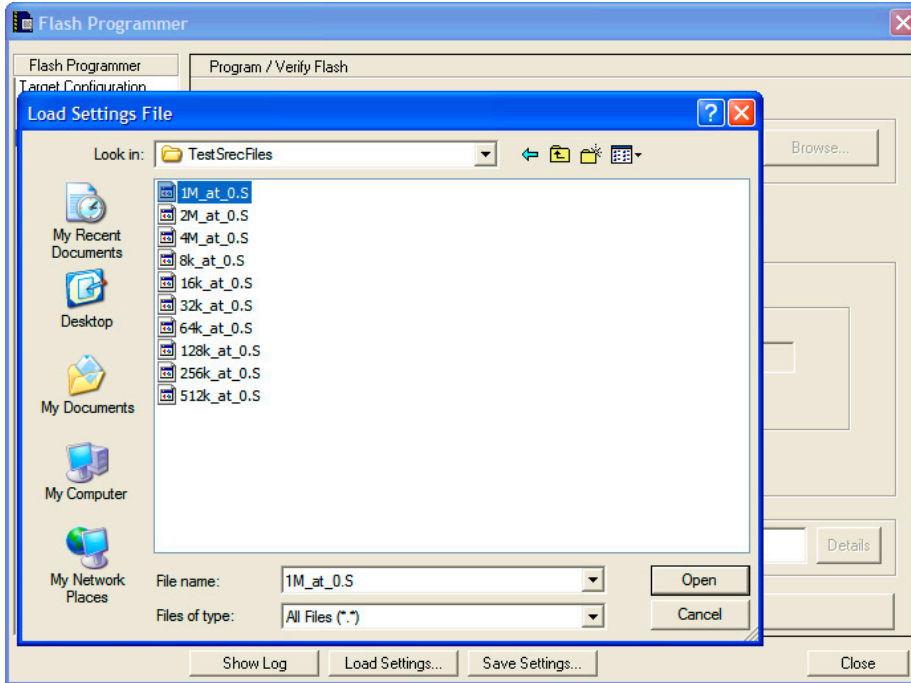 Flash Programmer
Flash Programmer
Program / Verify Flash
Target Configuration
Load Settings File
Look in:
TestSrecFiles
Browse...
1M_at_0.S
2M_at_0.S
4M_at_0.S
8k_at_0.S
16k_at_0.S
32k_at_0.S
64k_at_0.S
128k_at_0.S
256k_at_0.S
512k_at_0.S
My Recent
Documents
Desktop
My Documents
My Computer
My Network
Places
File name:
1M_at_0.S
Open
Files of type:
All Files (*.*)
Cancel
Details
Show Log
Load Settings...
Save Settings...
Close